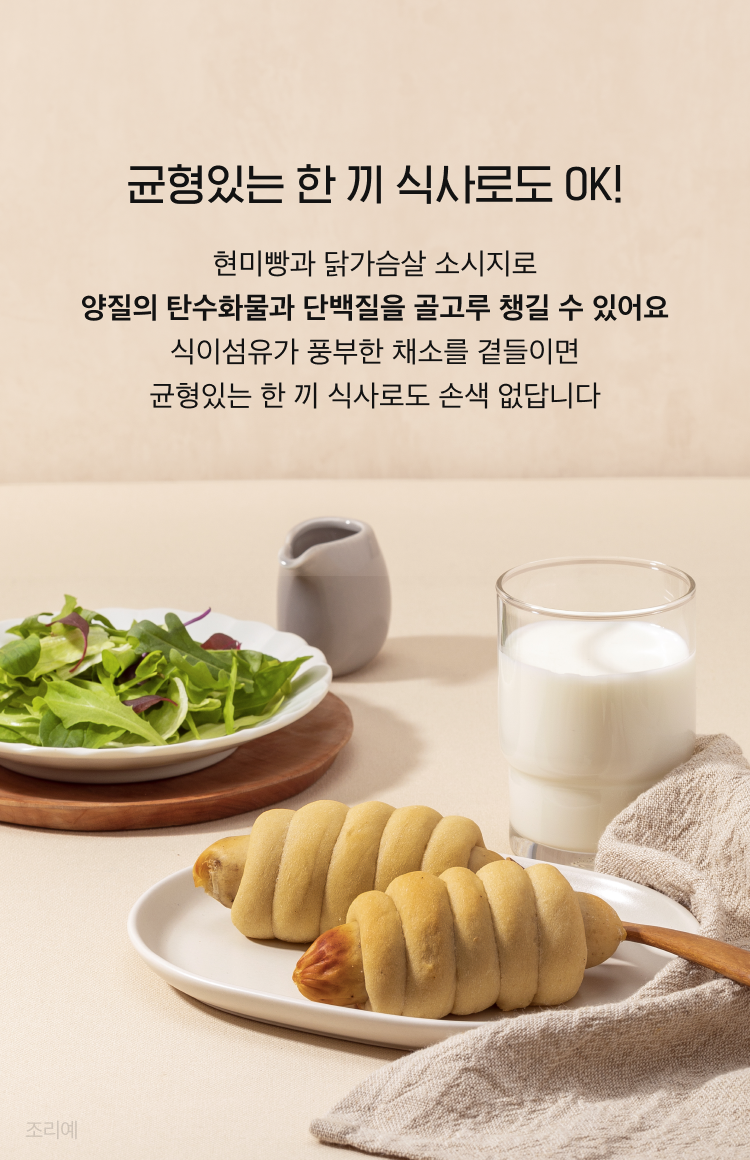 균형있는 한 끼 식사로도 OK!
현미빵과 닭가슴살 소시지로
양질의 탄수화물과 단백질을 골고루 챙길 수 있어요
식이섬유가 풍부한 채소를 곁들이면
균형있는 한 끼 식사로도 손색 없답니다
조리예